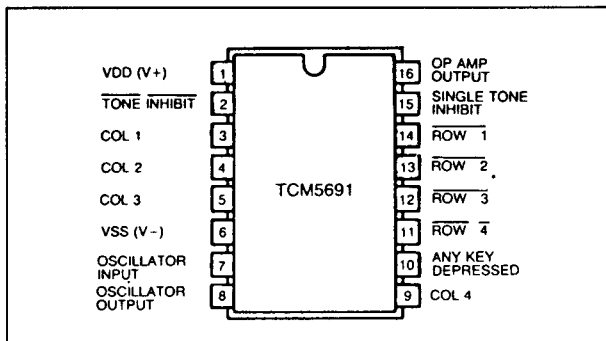 VDD (V+) 1
TONE INHIBIT 2
COL 1 3
COL 2 4
COL 3 5
VSS (V−) 6
OSCILLATOR
INPUT 7
OSCILLATOR
OUTPUT 8
TCM5691
16 OP AMP
OUTPUT
15 SINGLE TONE
INHIBIT
14 ROW 1
13 ROW 2
12 ROW 3
11 ROW 4
10 ANY KEY
DEPRESSED
9 COL 4